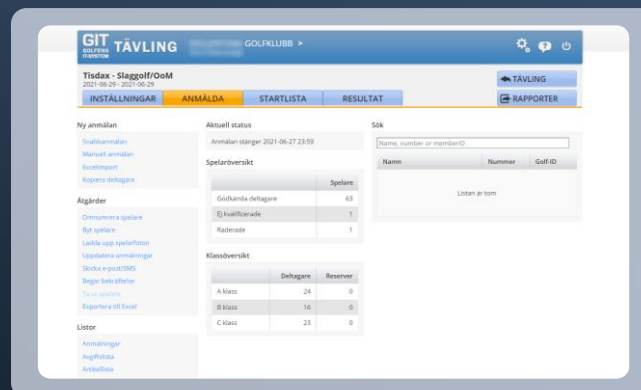 GIT
GOLFENS
IT-SYSTEM
TÄVLING
GOLFKLUBB >
Tisdax - Slaggolf/OoM
2021-06-29 - 2021-06-29
TÄVLING
INSTÄLLNINGAR ANMÄLDA STARTLISTA RESULTAT
RAPPORTER
Ny anmälan
Snabbanmälan
Manuell anmälan
Excelimport
Kopiera deltagare
Åtgärder
Omnumrera spelare
Byt spelare
Ladda upp spelarfoton
Uppdatera anmälningar
Skicka e-post/SMS
Begär bekräftelse
Ta ut spelare
Exportera till Excel
Listor
Anmälningar
Avgiftslista
Artikellista
Aktuell status
Anmälan stänger 2021-06-27 23:59
Spelaröversikt
Spelare
Godkända deltagare 63
Ej kvalificerade 1
Raderade 1
Klassöversikt
Deltagare Reserver
A klass 24 0
B klass 16 0
C klass 23 0
Sök
Name, number or memberID
Namn Nummer Golf-ID
Listan är tom